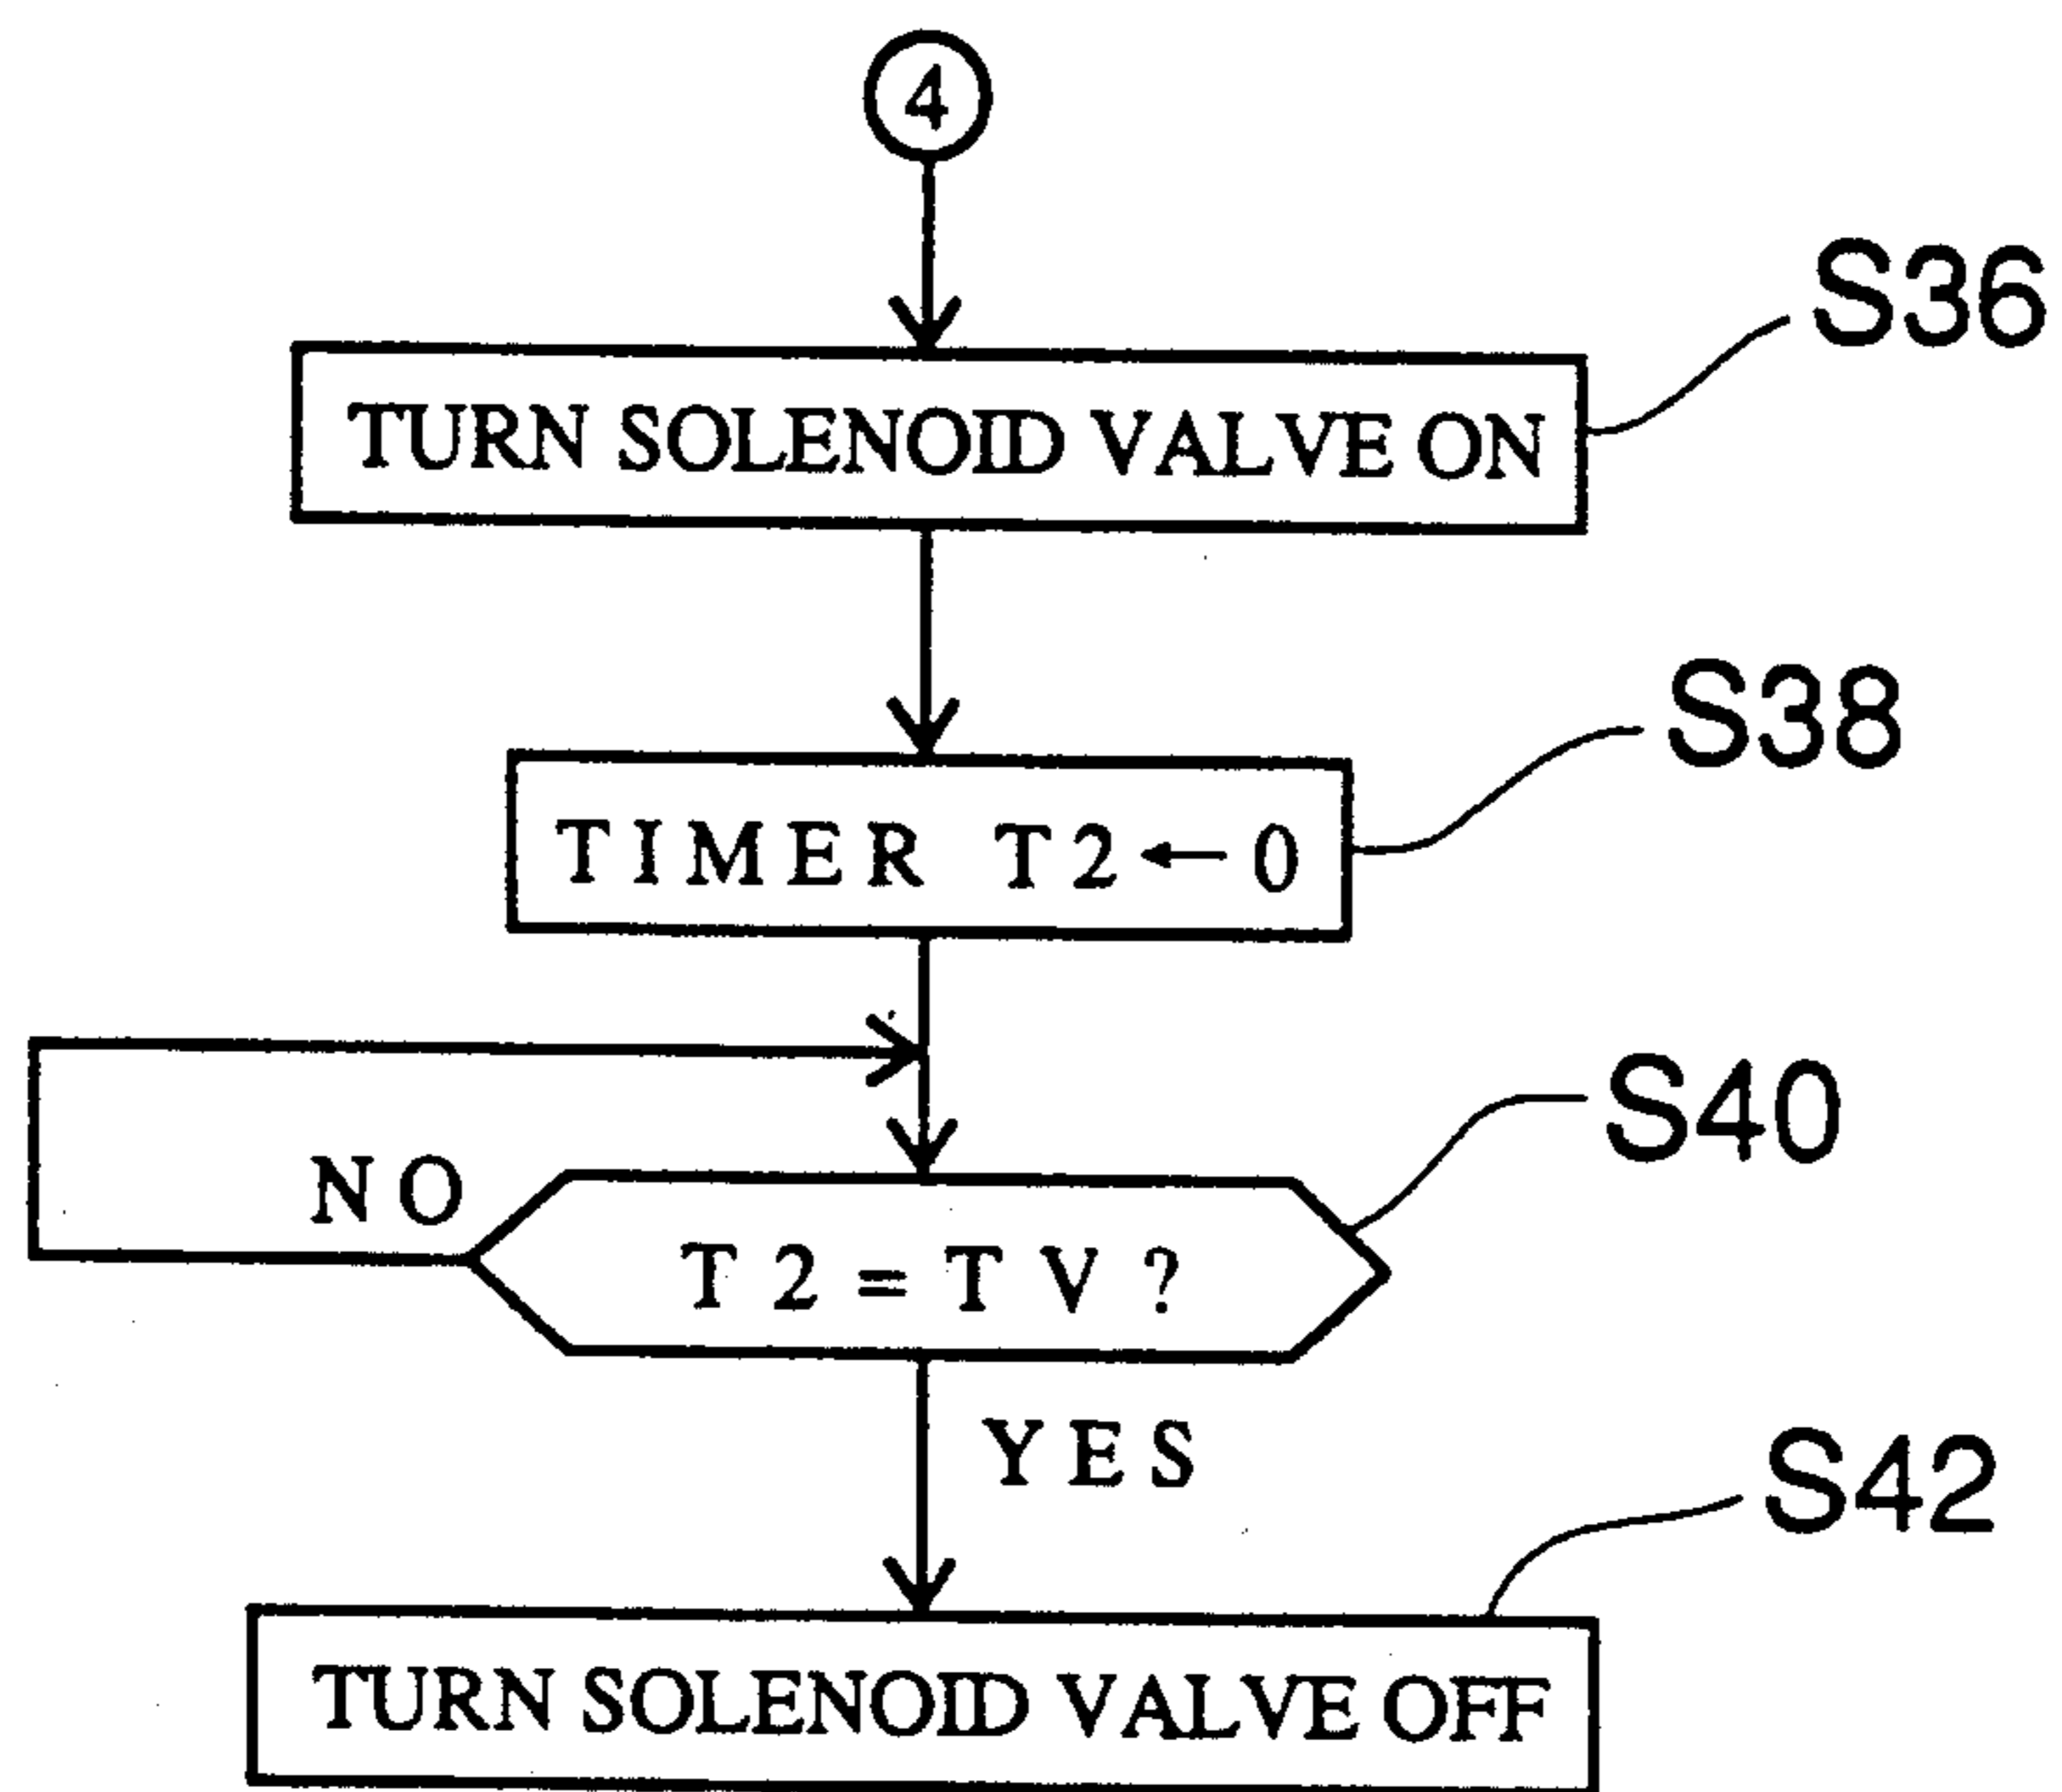 4
S36
TURN SOLENOID VALVE ON
S38
TIMER T2←0
S40
NO
T2=TV?
YES
S42
TURN SOLENOID VALVE OFF